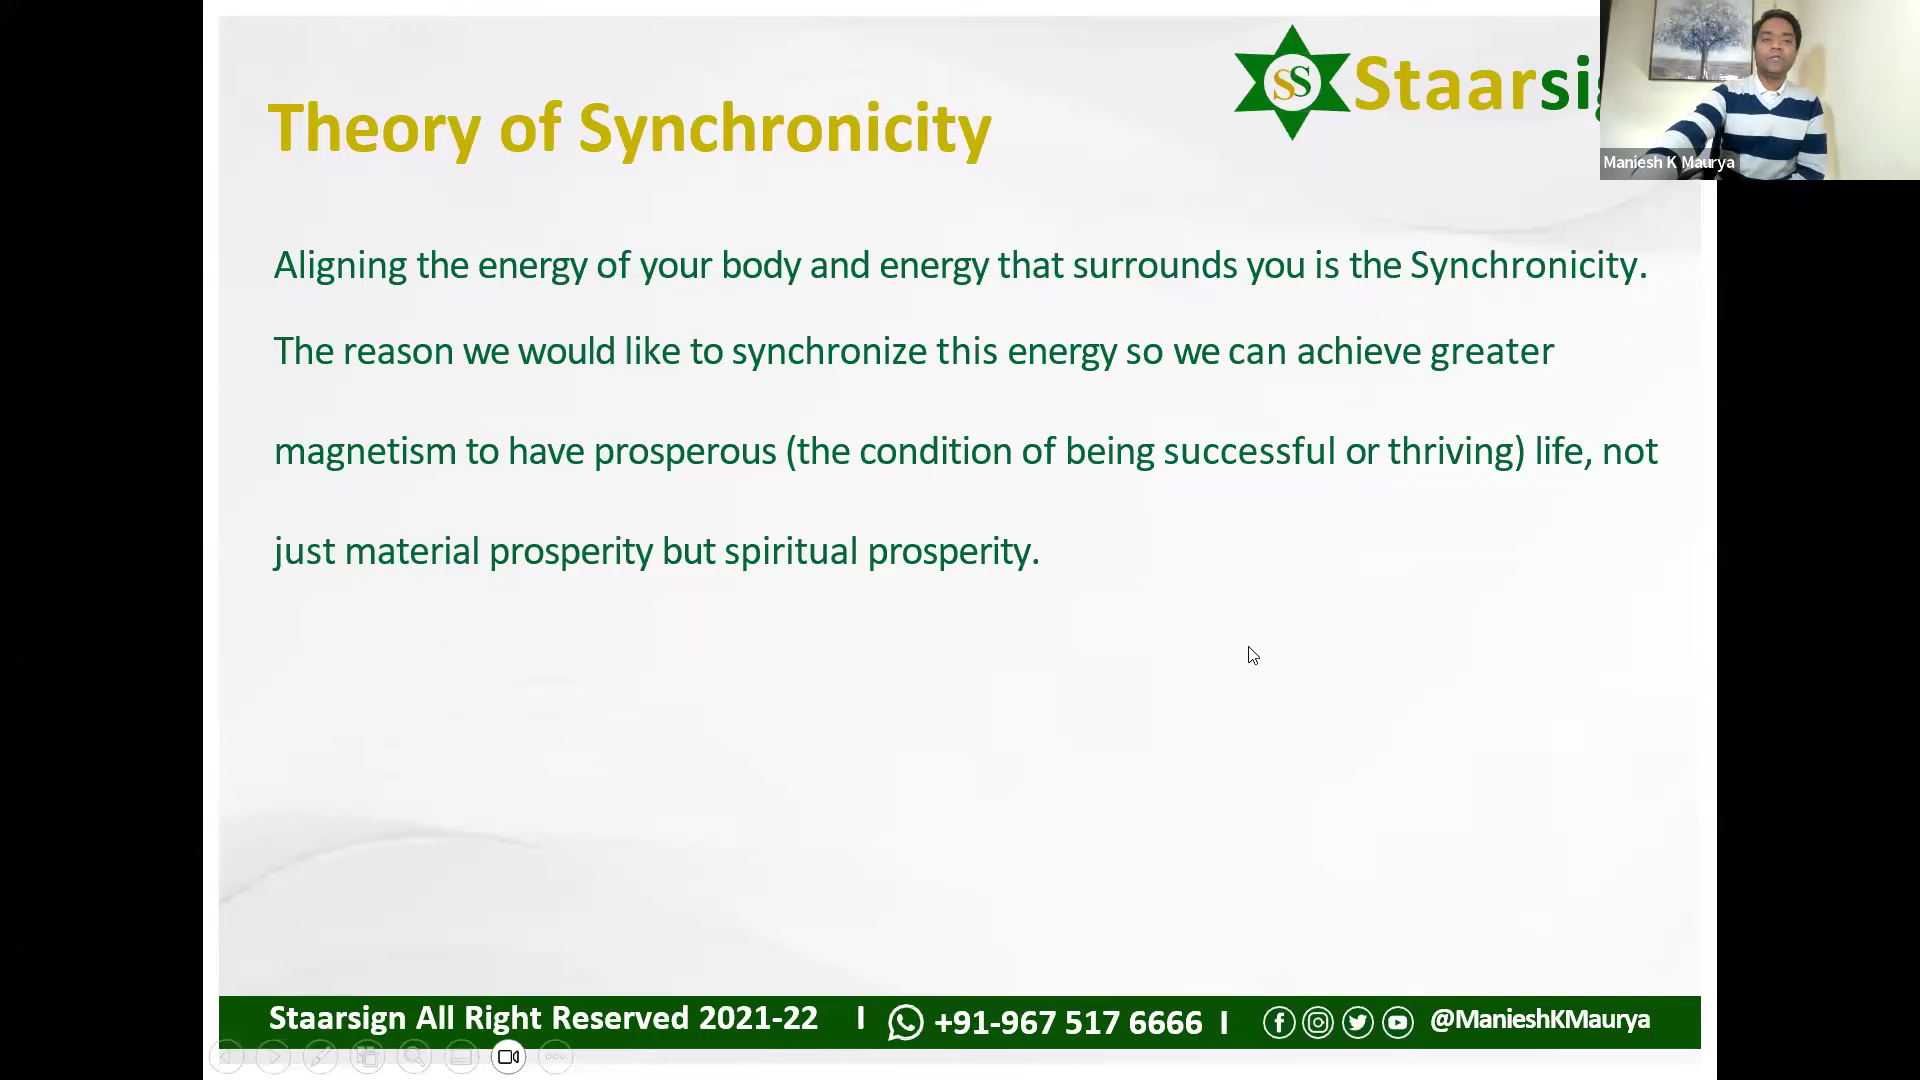 SS Staarsi
Maniesh K Maurya
Theory of Synchronicity
Aligning the energy of your body and energy that surrounds you is the Synchronicity.
The reason we would like to synchronize this energy so we can achieve greater
magnetism to have prosperous (the condition of being successful or thriving) life, not
just material prosperity but spiritual prosperity.
Staarsign All Right Reserved 2021-22 I +91-967 517 6666 I @ManieshKMaurya